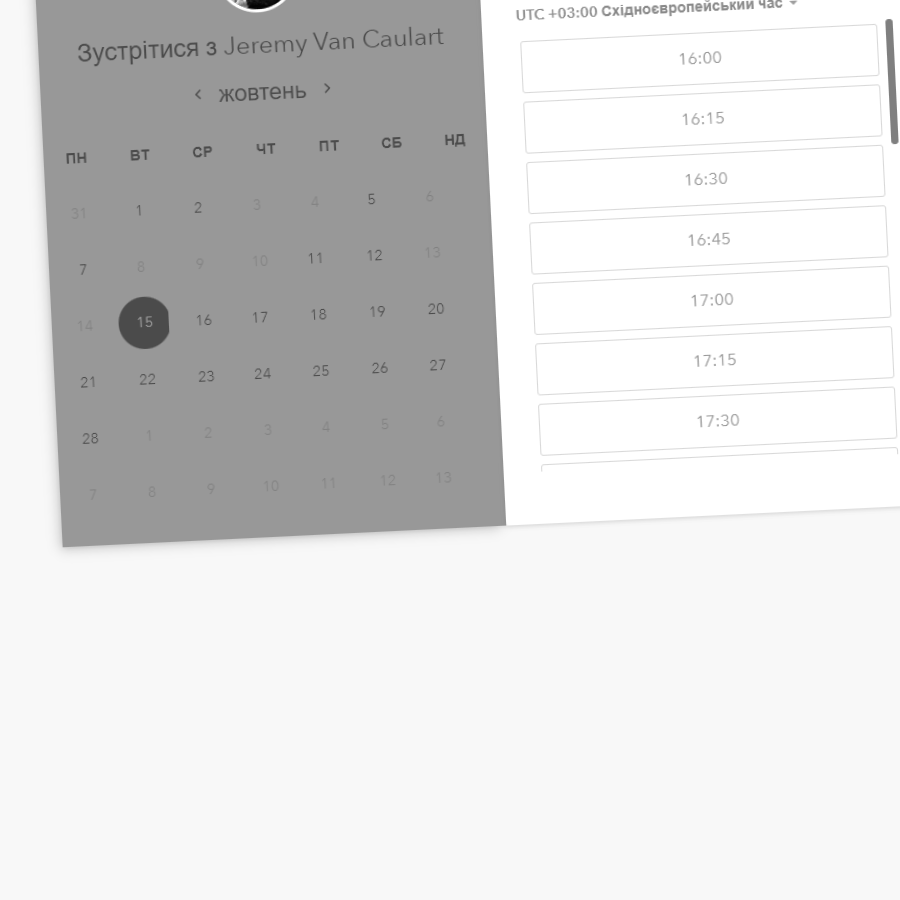 Зустрітися з Jeremy Van Caulart
‹ жовтень ›
ПН ВТ СР ЧТ ПТ СБ НД
31 1 2 3 4 5 6
7 8 9 10 11 12 13
14 15 16 17 18 19 20
21 22 23 24 25 26 27
28 1 2 3 4 5 6
7 8 9 10 11 12 13
UTC +03:00 Східноєвропейський час
16:00
16:15
16:30
16:45
17:00
17:15
17:30